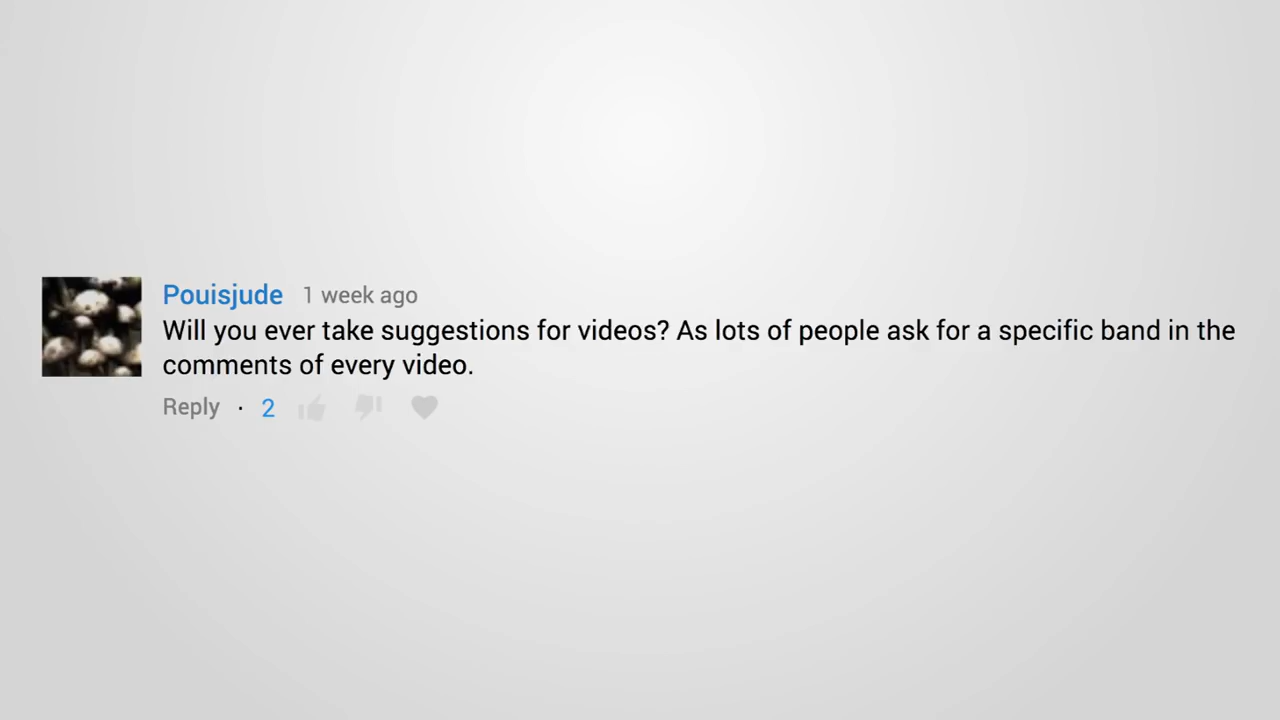 Pouisjude 1 week ago
Will you ever take suggestions for videos? As lots of people ask for a specific band in the
comments of every video.
Reply · 2